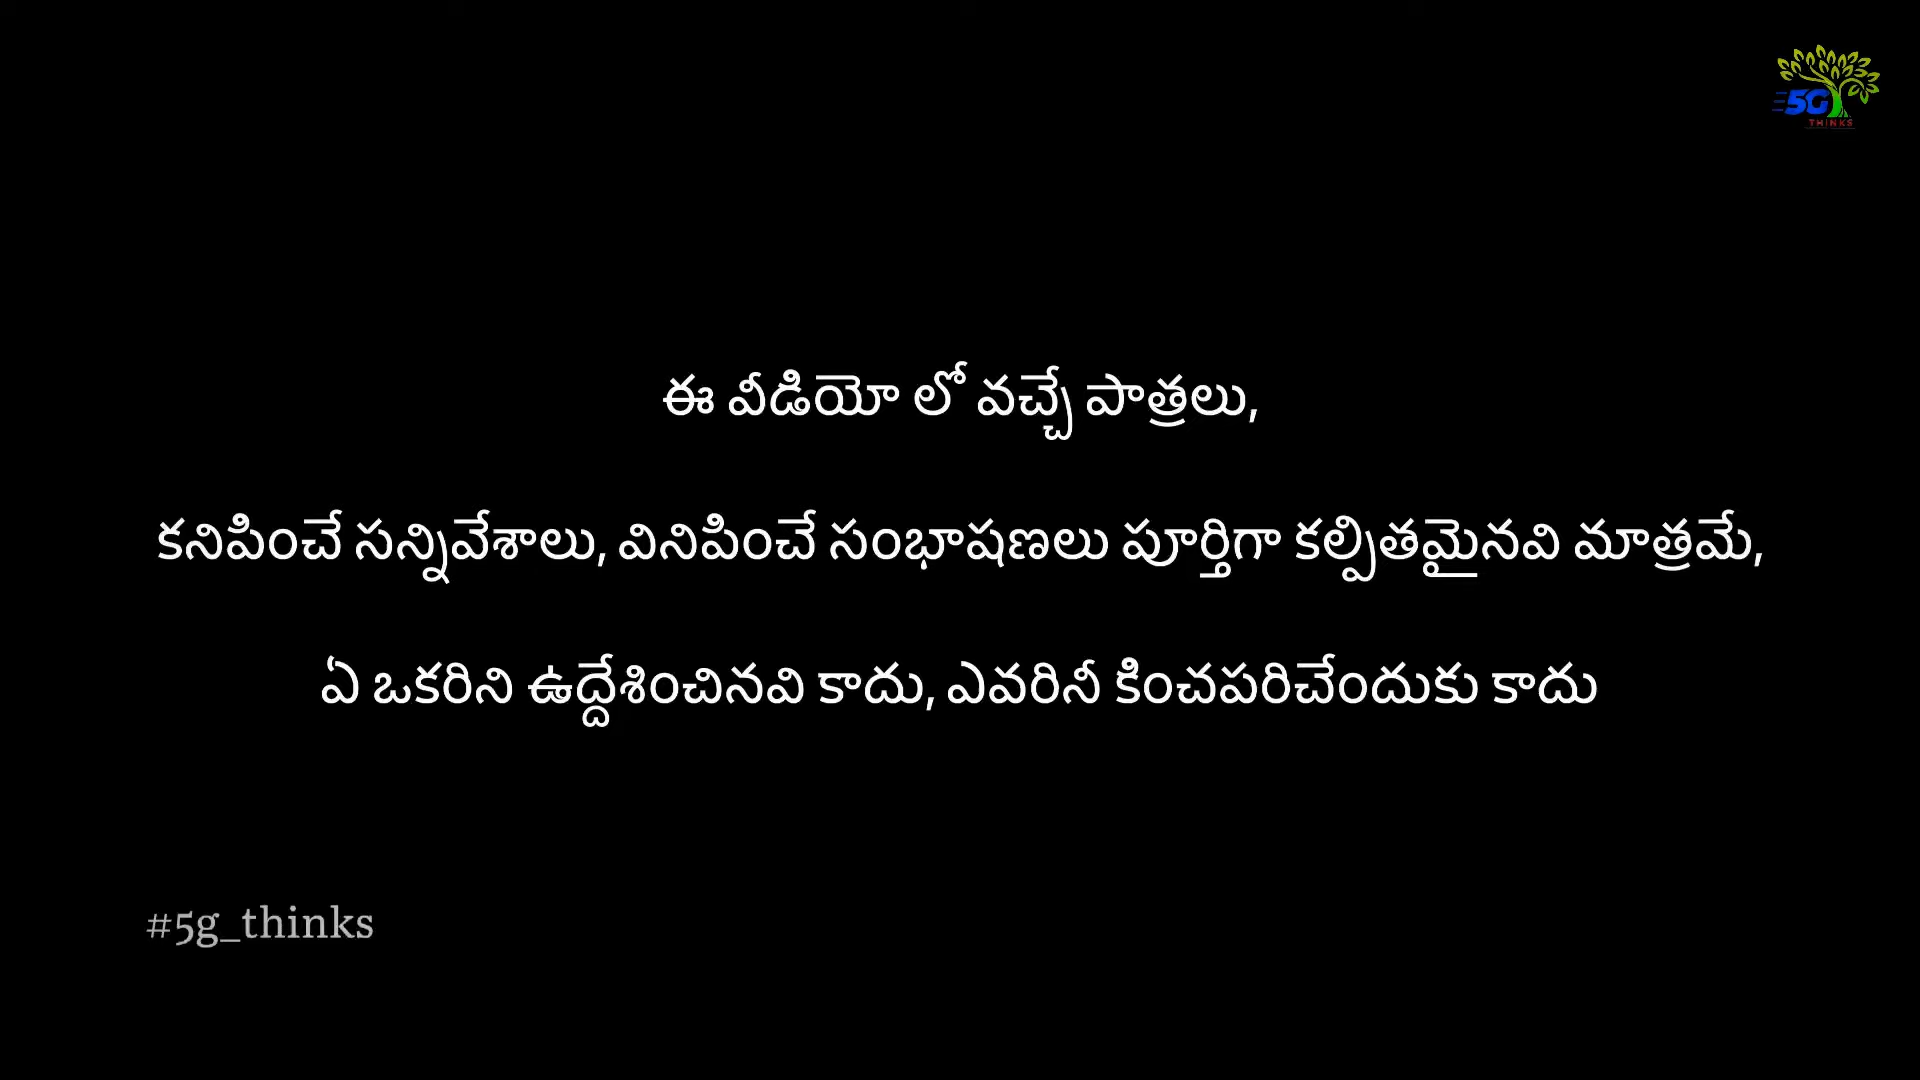 5G
THINKS
ఈ వీడియో లో వచ్చే పాత్రలు,
కనిపించే సన్నివేశాలు, వినిపించే సంభాషణలు పూర్తిగా కల్పితమైనవి మాత్రమే,
ఏ ఒకరిని ఉద్దేశించినవి కాదు, ఎవరినీ కించపరిచేందుకు కాదు
#5g_thinks